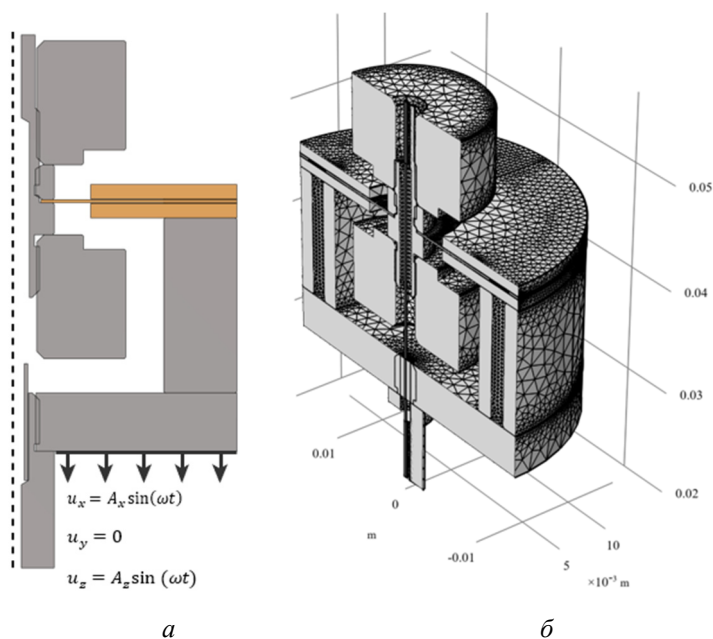 u_x = A_x sin(ωt)
u_y = 0
u_z = A_z sin (ωt)
0.05
0.04
0.03
0.02
0.01
0
-0.01
m
10
5
×10⁻³ m
а
б